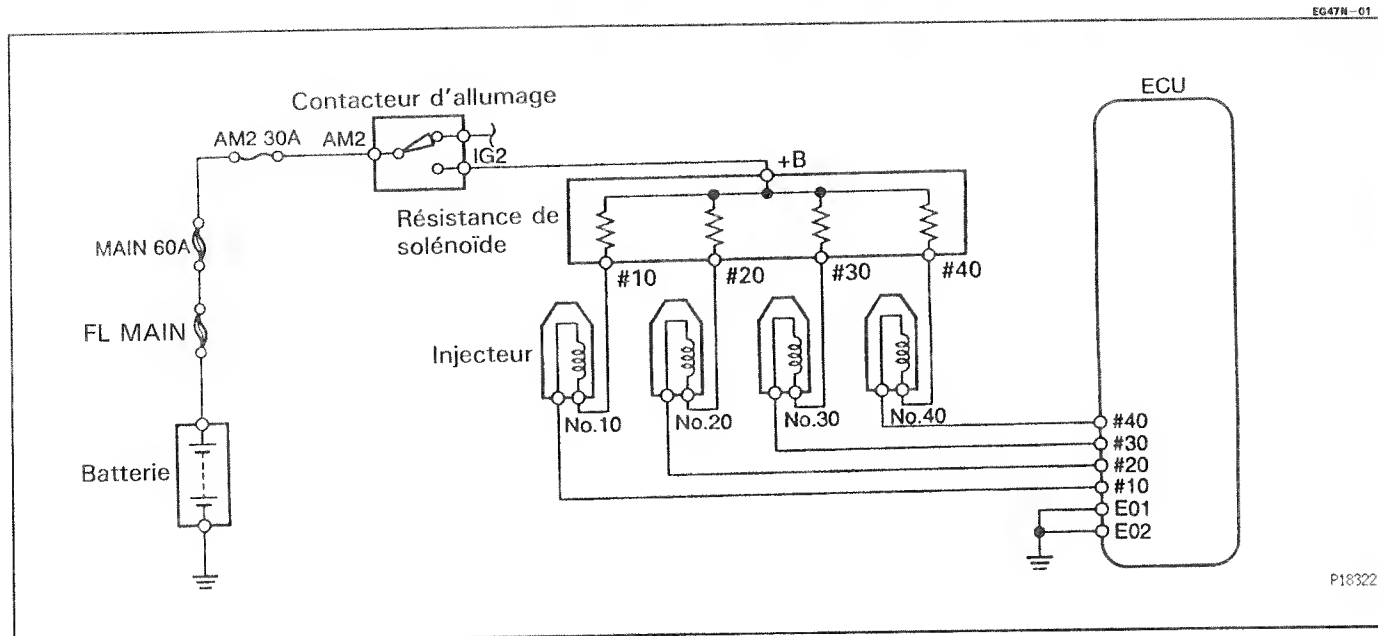 EG47N-01
Contacteur d'allumage
ECU
AM2 30A
AM2
IG2
+B
Résistance de
solénoïde
MAIN 60A
#10
#20
#30
#40
FL MAIN
Injecteur
No.10
No.20
No.30
No.40
#40
#30
#20
#10
E01
E02
Batterie
P18322